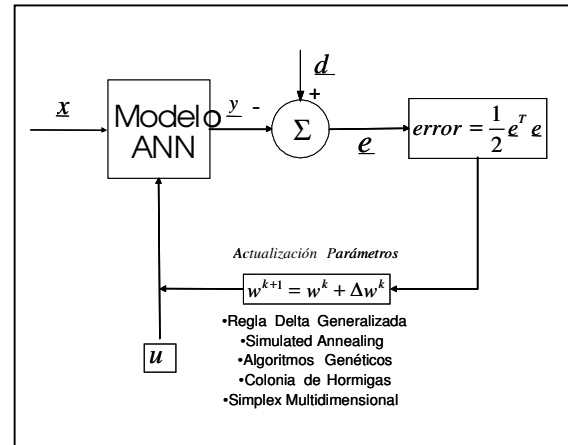 x
Modelo
ANN
y -
d
+
Σ
e
error = 1/2 e^T e
Actualización Parámetros
w^{k+1} = w^k + Δw^k
•Regla Delta Generalizada
•Simulated Annealing
•Algoritmos Genéticos
•Colonia de Hormigas
•Simplex Multidimensional
u